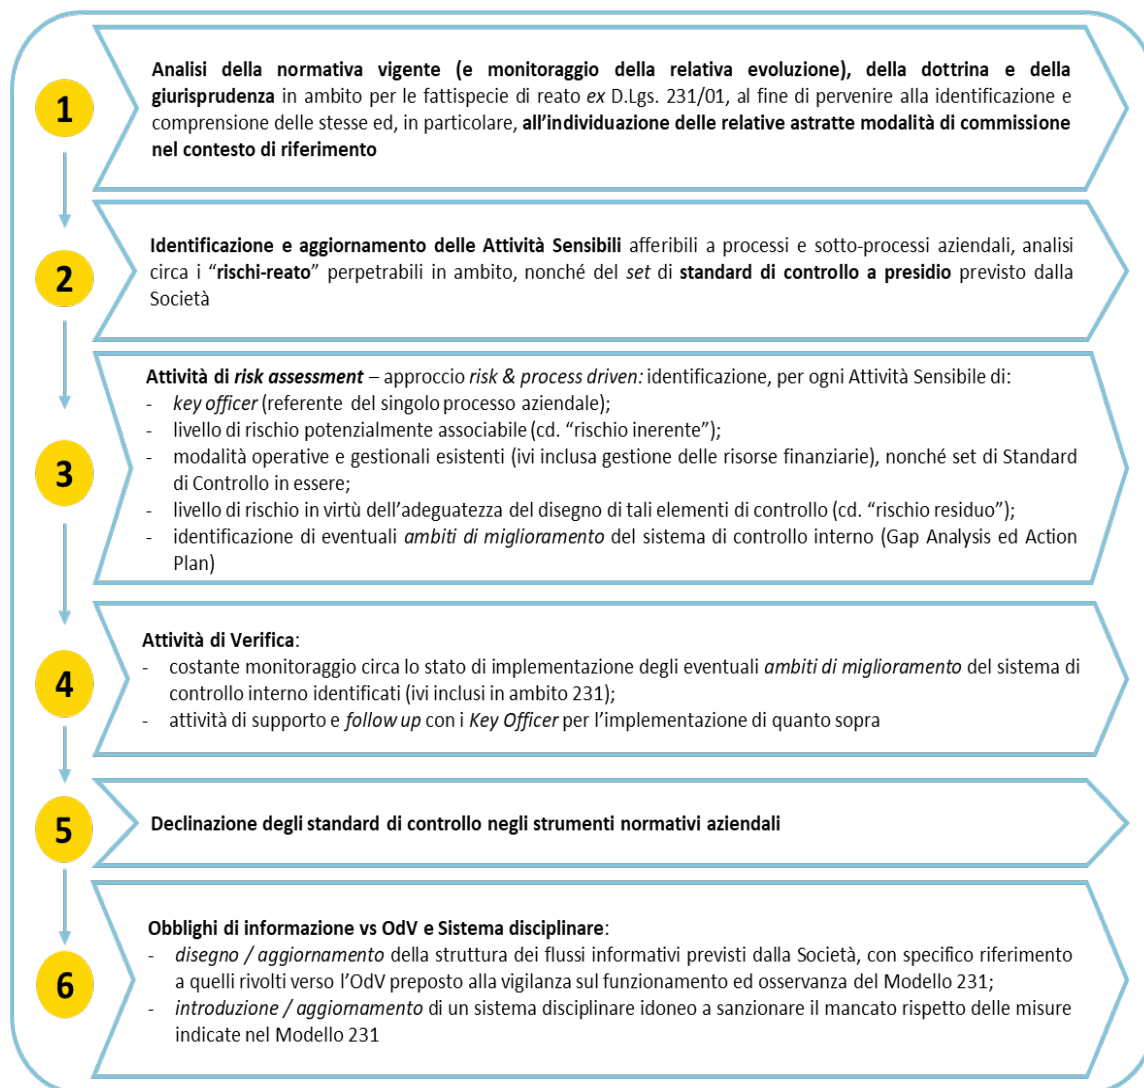 1
Analisi della normativa vigente (e monitoraggio della relativa evoluzione), della dottrina e della
giurisprudenza in ambito per le fattispecie di reato ex D.Lgs. 231/01, al fine di pervenire alla identificazione e
comprensione delle stesse ed, in particolare, all’individuazione delle relative astratte modalità di commissione
nel contesto di riferimento
2
Identificazione e aggiornamento delle Attività Sensibili afferibili a processi e sotto-processi aziendali, analisi
circa i “rischi-reato” perpetrabili in ambito, nonché del set di standard di controllo a presidio previsto dalla
Società
3
Attività di risk assessment – approccio risk & process driven: identificazione, per ogni Attività Sensibile di:
- key officer (referente del singolo processo aziendale);
- livello di rischio potenzialmente associabile (cd. “rischio inerente”);
- modalità operative e gestionali esistenti (ivi inclusa gestione delle risorse finanziarie), nonché set di Standard
di Controllo in essere;
- livello di rischio in virtù dell’adeguatezza del disegno di tali elementi di controllo (cd. “rischio residuo”);
- identificazione di eventuali ambiti di miglioramento del sistema di controllo interno (Gap Analysis ed Action
Plan)
4
Attività di Verifica:
- costante monitoraggio circa lo stato di implementazione degli eventuali ambiti di miglioramento del sistema di
controllo interno identificati (ivi inclusi in ambito 231);
- attività di supporto e follow up con i Key Officer per l’implementazione di quanto sopra
5
Declinazione degli standard di controllo negli strumenti normativi aziendali
6
Obblighi di informazione vs OdV e Sistema disciplinare:
- disegno / aggiornamento della struttura dei flussi informativi previsti dalla Società, con specifico riferimento
a quelli rivolti verso l’OdV preposto alla vigilanza sul funzionamento ed osservanza del Modello 231;
- introduzione / aggiornamento di un sistema disciplinare idoneo a sanzionare il mancato rispetto delle misure
indicate nel Modello 231